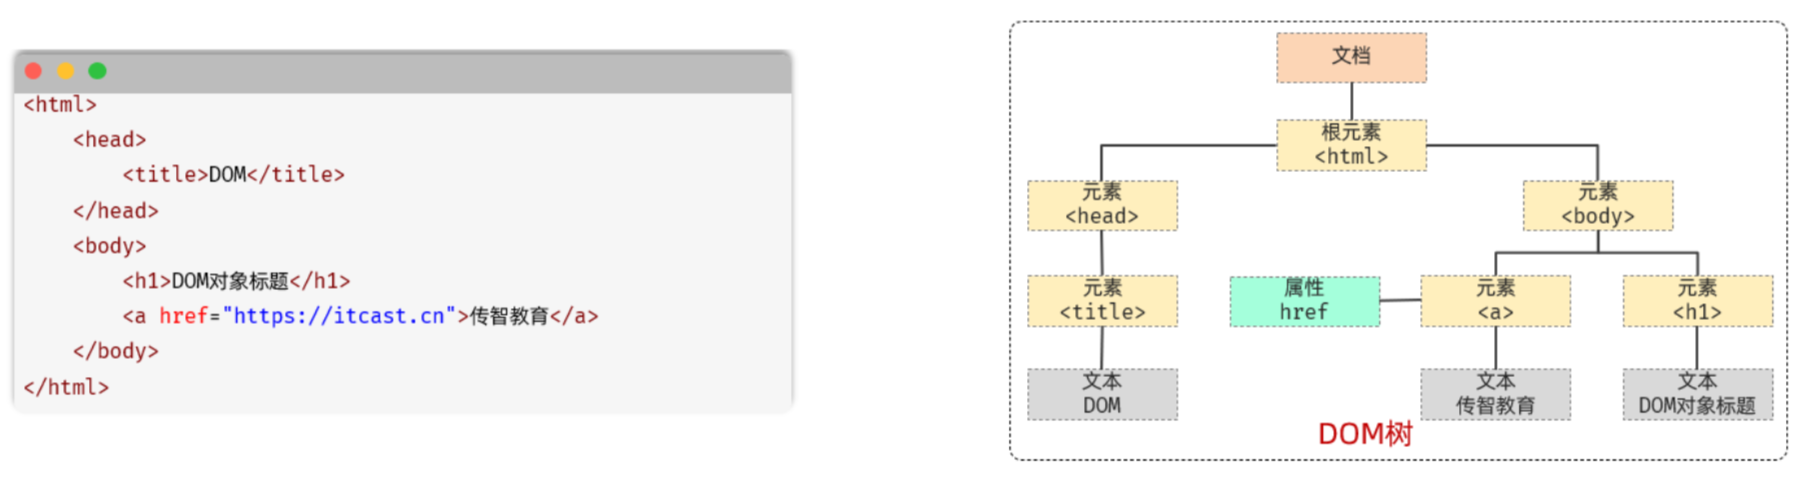 <html>
<head>
<title>DOM</title>
</head>
<body>
<h1>DOM对象标题</h1>
<a href="https://itcast.cn">传智教育</a>
</body>
</html>
文档
根元素
<html>
元素
<head>
元素
<body>
元素
<title>
属性
href
元素
<a>
元素
<h1>
文本
DOM
文本
传智教育
文本
DOM对象标题
DOM树